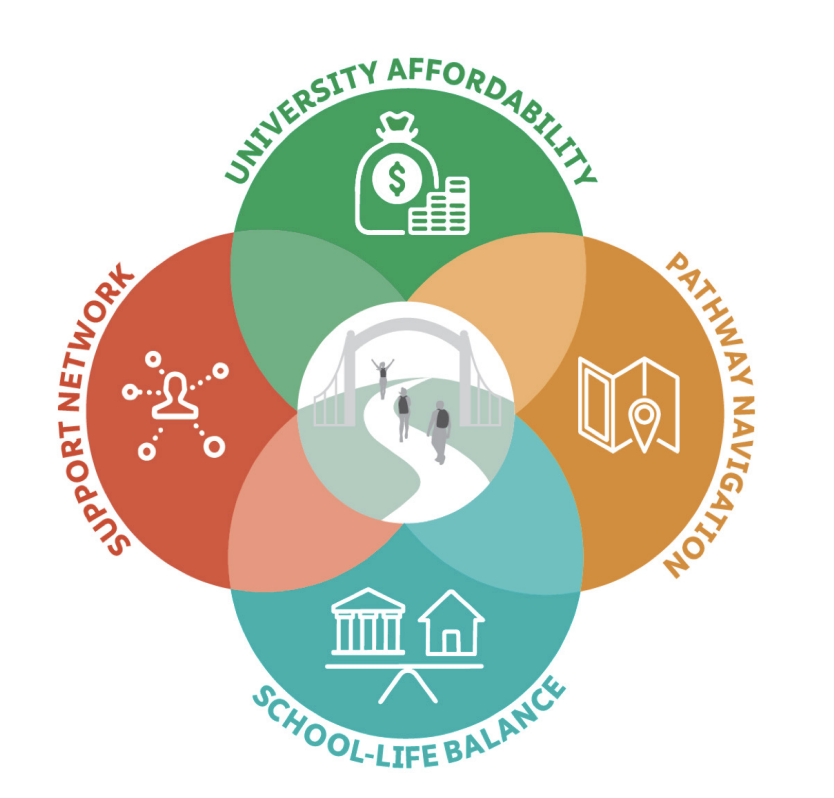 UNIVERSITY AFFORDABILITY
$
SUPPORT NETWORK
PATHWAY NAVIGATION
SCHOOL-LIFE BALANCE